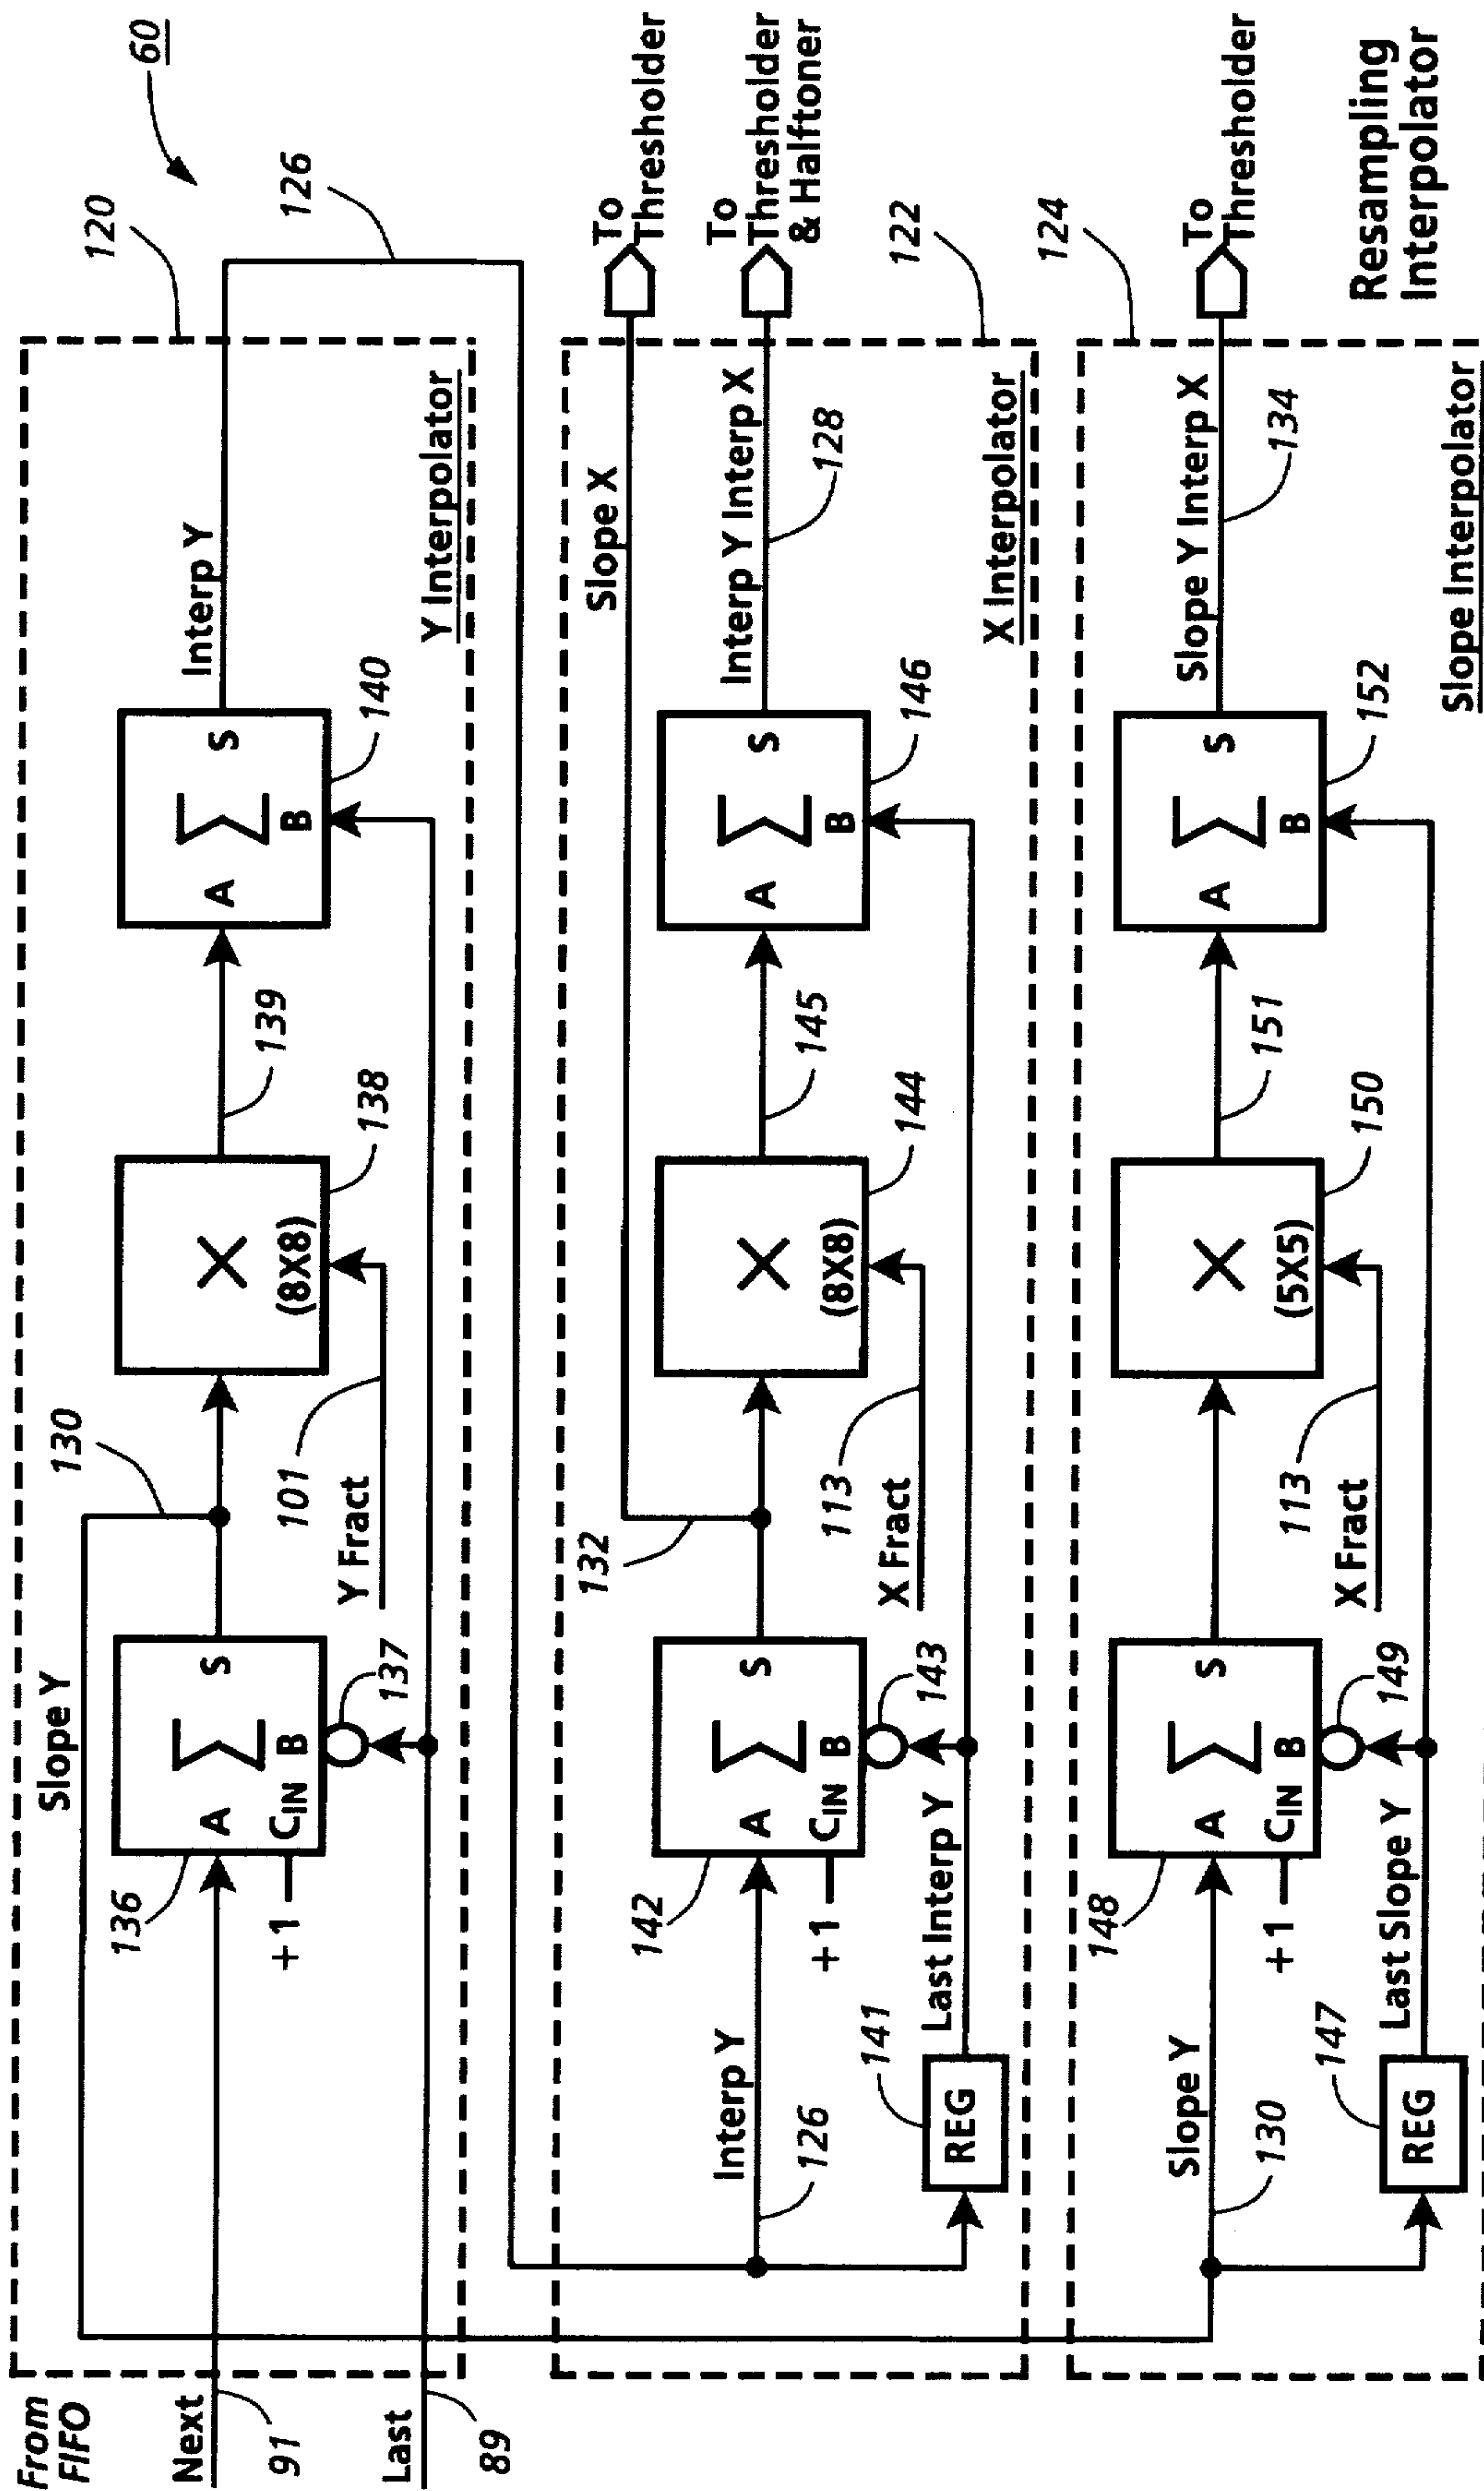 60
From
FIFO
Next
91
Last
89
120
Slope Y
130
136
A
Σ
S
CIN
B
+1
137
Y Fract
101
×
(8X8)
138
139
A
Σ
S
B
140
Interp Y
126
Y Interpolator
122
Interp Y
126
REG
141
Last Interp Y
142
A
Σ
S
CIN
B
+1
143
132
X Fract
113
×
(8X8)
144
145
A
Σ
S
B
146
Slope X
To
Thresholder
Interp Y Interp X
128
To
Thresholder
& Halftoner
X Interpolator
124
Slope Y
130
REG
147
Last Slope Y
148
A
Σ
S
CIN
B
+1
149
X Fract
113
×
(5X5)
150
151
A
Σ
S
B
152
Slope Y Interp X
134
To
Thresholder
Slope Interpolator
Resampling
Interpolator